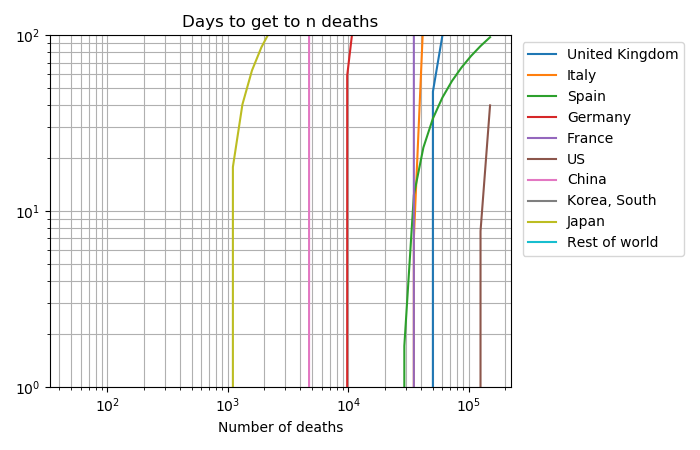 Days to get to n deaths
10²
10¹
10⁰
10² 10³ 10⁴ 10⁵
Number of deaths
United Kingdom
Italy
Spain
Germany
France
US
China
Korea, South
Japan
Rest of world